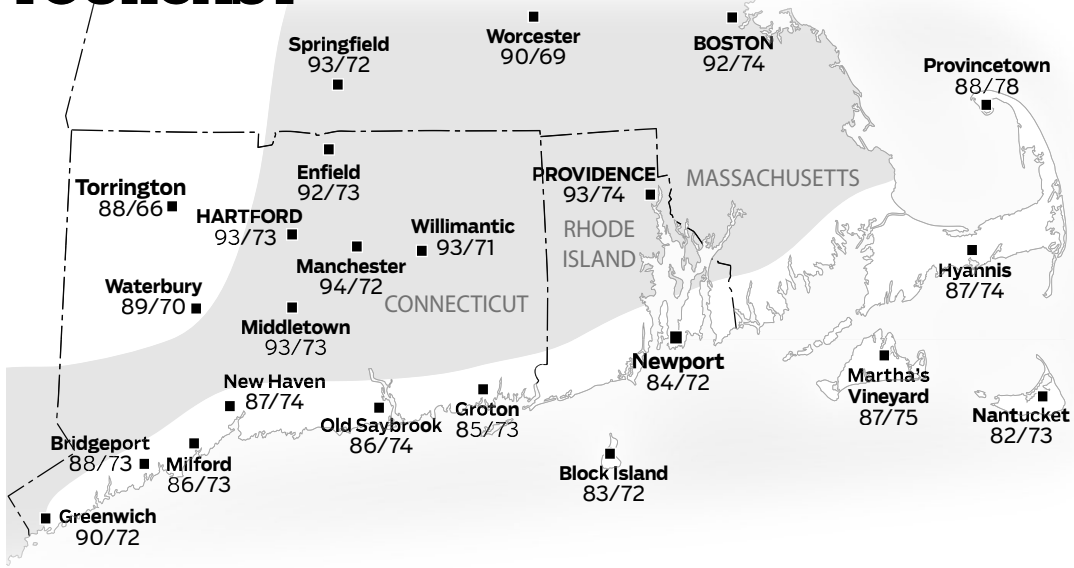 Worcester
90/69
BOSTON
92/74
Springfield
93/72
Provincetown
88/78
Enfield
92/73
PROVIDENCE
93/74
MASSACHUSETTS
Torrington
88/66
HARTFORD
93/73
Willimantic
93/71
RHODE
ISLAND
Manchester
94/72
Hyannis
87/74
Waterbury
89/70
CONNECTICUT
Middletown
93/73
Newport
84/72
Martha's
Vineyard
87/75
New Haven
87/74
Old Saybrook
86/74
Groton
85/73
Nantucket
82/73
Bridgeport
88/73
Milford
86/73
Block Island
83/72
Greenwich
90/72